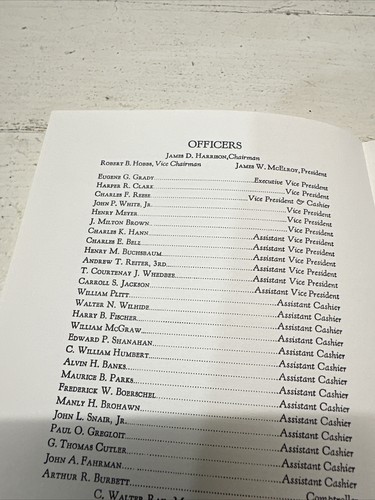 OFFICERS
James D. Harrison, Chairman
Robert B. Hobbs, Vice Chairman James W. McElroy, President
Eugene G. Grady Executive Vice President
Harper R. Clark Vice President
Charles F. Reese Vice President & Cashier
John P. White, Jr. Vice President
Henry Meyer Vice President
J. Milton Brown Vice President
Charles K. Hann Assistant Vice President
Charles E. Bell Assistant Vice President
Henry M. Buchsbaum Assistant Vice President
Andrew T. Reiter, 3rd. Assistant Vice President
T. Courtenay J. Whedbee Assistant Vice President
Carroll S. Jackson Assistant Vice President
William Plitt Assistant Cashier
Walter N. Wilhide Assistant Cashier
Harry B. Fischer Assistant Cashier
William McGraw Assistant Cashier
Edward P. Shanahan Assistant Cashier
C. William Humbert Assistant Cashier
Alvin H. Banks Assistant Cashier
Maurice B. Parks Assistant Cashier
Frederick W. Boerschel Assistant Cashier
Manly H. Brohawn Assistant Cashier
John L. Snair, Jr. Assistant Cashier
Paul O. Gregloit Assistant Cashier
G. Thomas Cutler Assistant Cashier
John A. Fahrman Assistant Cashier
Arthur R. Burbett
C. Walter